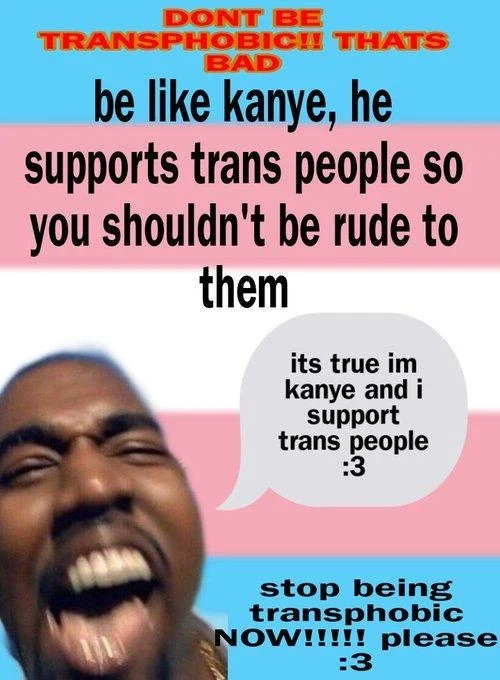 DONT BE
TRANSPHOBIC!! THATS
BAD
be like kanye, he
supports trans people so
you shouldn't be rude to
them
its true im
kanye and i
support
trans people
:3
stop being
transphobic
NOW!!!!! please
:3